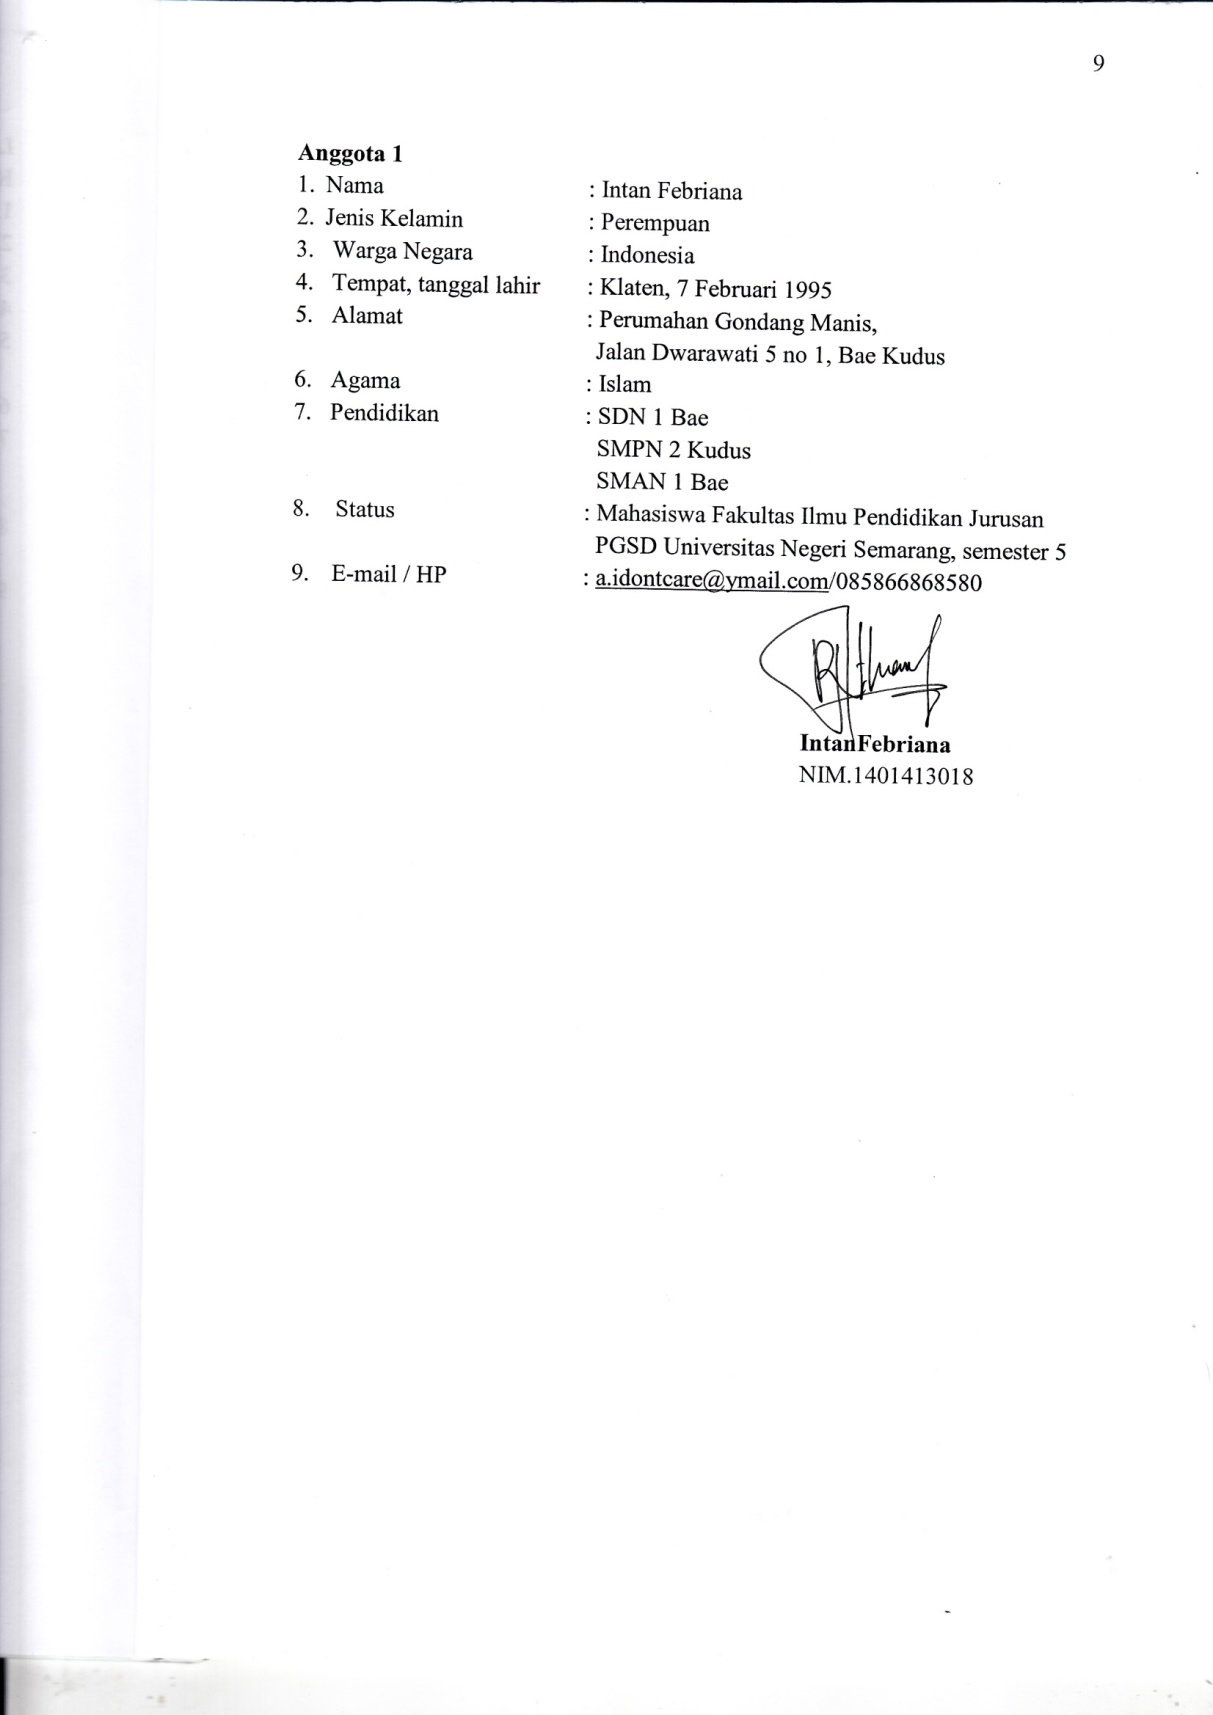 9
Anggota 1
1. Nama : Intan Febriana
2. Jenis Kelamin : Perempuan
3. Warga Negara : Indonesia
4. Tempat, tanggal lahir : Klaten, 7 Februari 1995
5. Alamat : Perumahan Gondang Manis,
Jalan Dwarawati 5 no 1, Bae Kudus
6. Agama : Islam
7. Pendidikan : SDN 1 Bae
SMPN 2 Kudus
SMAN 1 Bae
8. Status : Mahasiswa Fakultas Ilmu Pendidikan Jurusan
PGSD Universitas Negeri Semarang, semester 5
9. E-mail / HP : a.idontcare@ymail.com/085866868580
IntanFebriana
NIM.1401413018